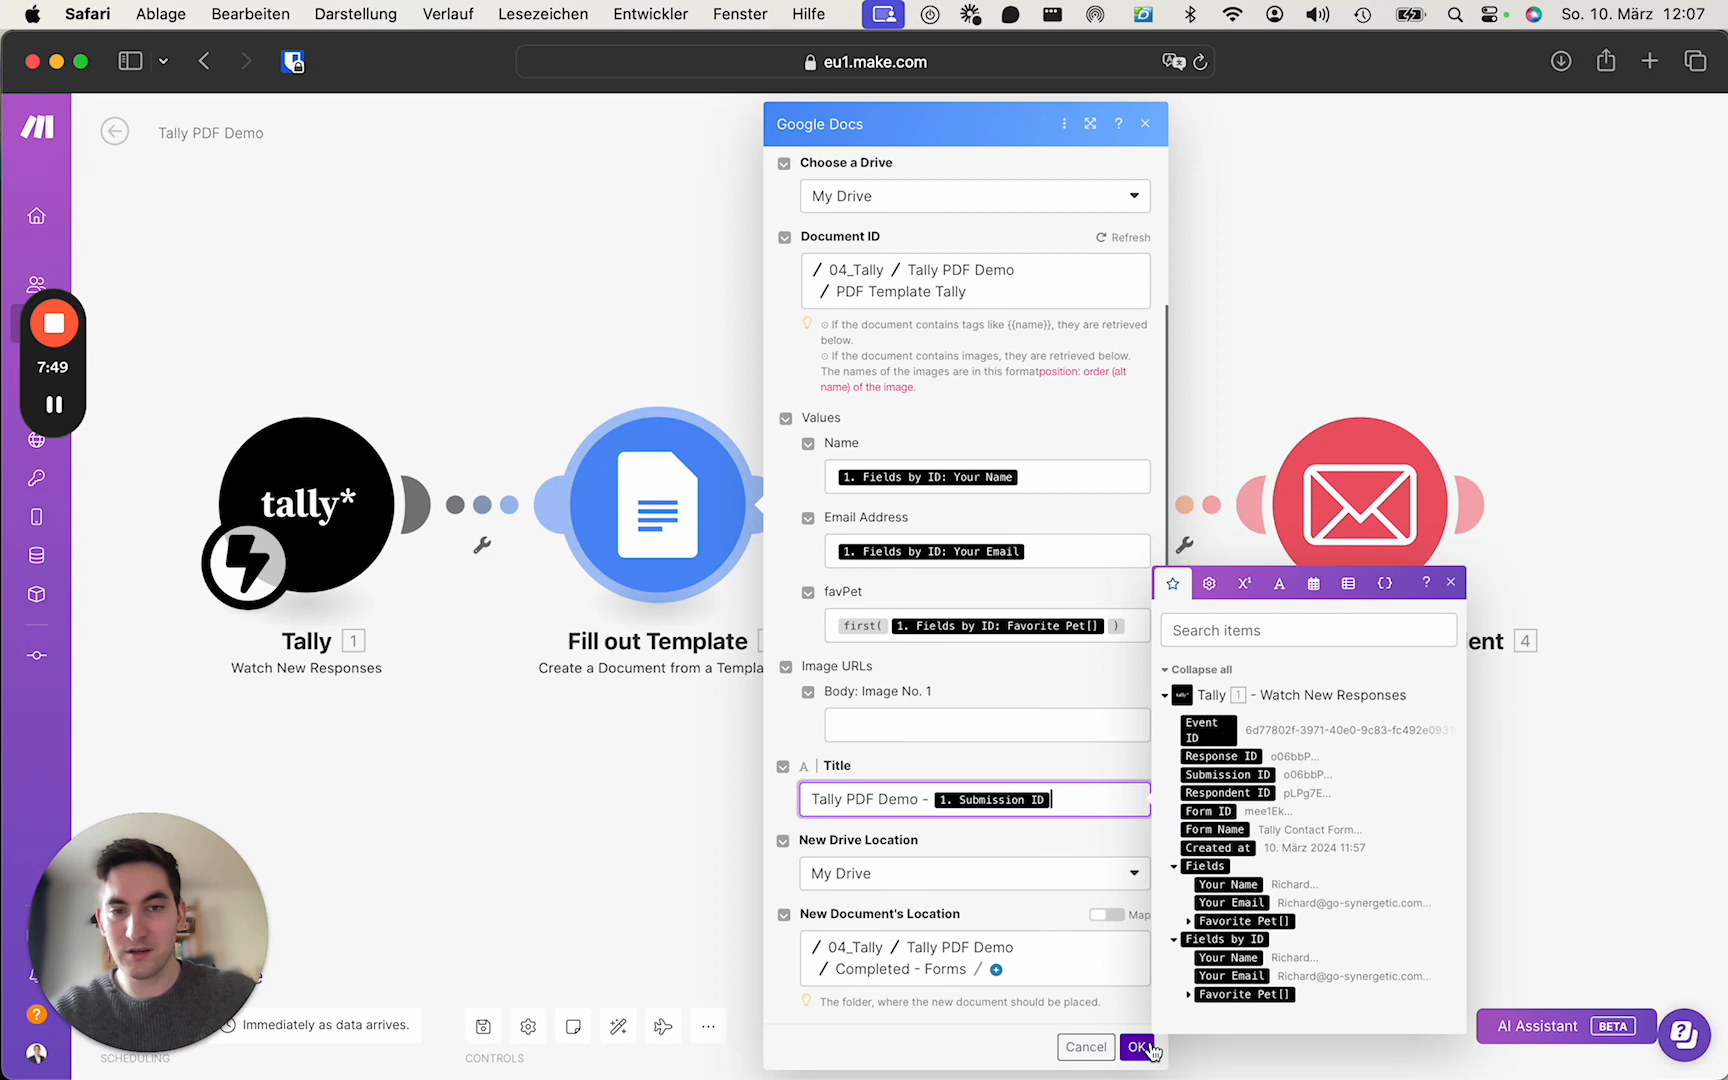 Safari Ablage Bearbeiten Darstellung Verlauf Lesezeichen Entwickler Fenster Hilfe So. 10. März 12:07
eu1.make.com
Tally PDF Demo
Google Docs
Choose a Drive
My Drive
Document ID Refresh
/ 04_Tally / Tally PDF Demo
/ PDF Template Tally
If the document contains tags like {{name}}, they are retrieved
below.
If the document contains images, they are retrieved below.
The names of the images are in this formatposition: order (alt
name) of the image.
7:49
Values
Name
1. Fields by ID: Your Name
Email Address
1. Fields by ID: Your Email
favPet
first( 1. Fields by ID: Favorite Pet[] )
Image URLs
Body: Image No. 1
A | Title
Tally PDF Demo - 1. Submission ID
New Drive Location
My Drive
New Document's Location Map
/ 04_Tally / Tally PDF Demo
/ Completed - Forms /
The folder, where the new document should be placed.
Cancel OK
tally*
Tally 1
Watch New Responses
Fill out Template
Create a Document from a Templa
ent 4
X¹ A {} ?
Search items
Collapse all
Tally 1 - Watch New Responses
Event
ID 6d77802f-3971-40e0-9c83-fc492e0931
Response ID o06bbP...
Submission ID o06bbP...
Respondent ID pLPg7E...
Form ID mee1Ek...
Form Name Tally Contact Form...
Created at 10. März 2024 11:57
Fields
Your Name Richard...
Your Email Richard@go-synergetic.com...
Favorite Pet[]
Fields by ID
Your Name Richard...
Your Email Richard@go-synergetic.com...
Favorite Pet[]
Immediately as data arrives.
SCHEDULING
CONTROLS
AI Assistant BETA